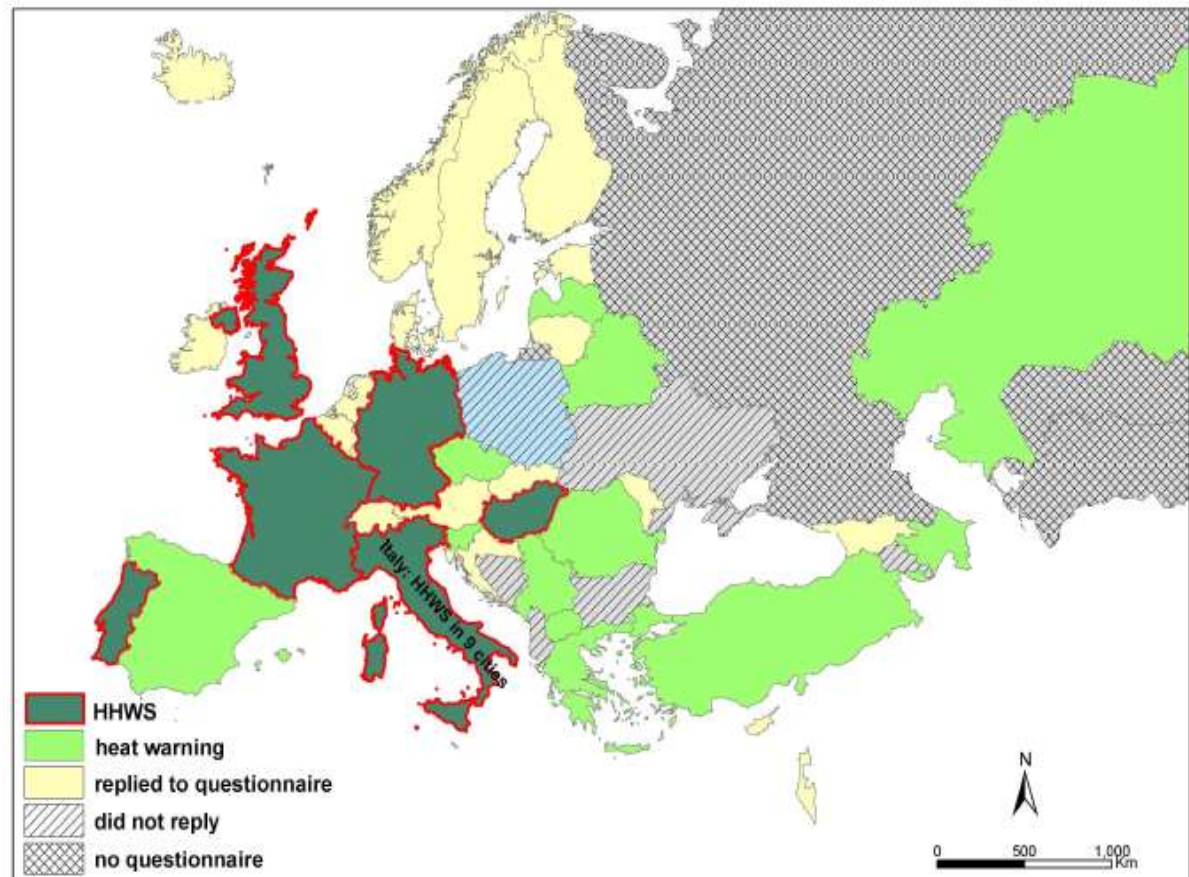 Italy: HHWS in 9 cities
HHWS
heat warning
replied to questionnaire
did not reply
no questionnaire
N
0 500 1,000
Km